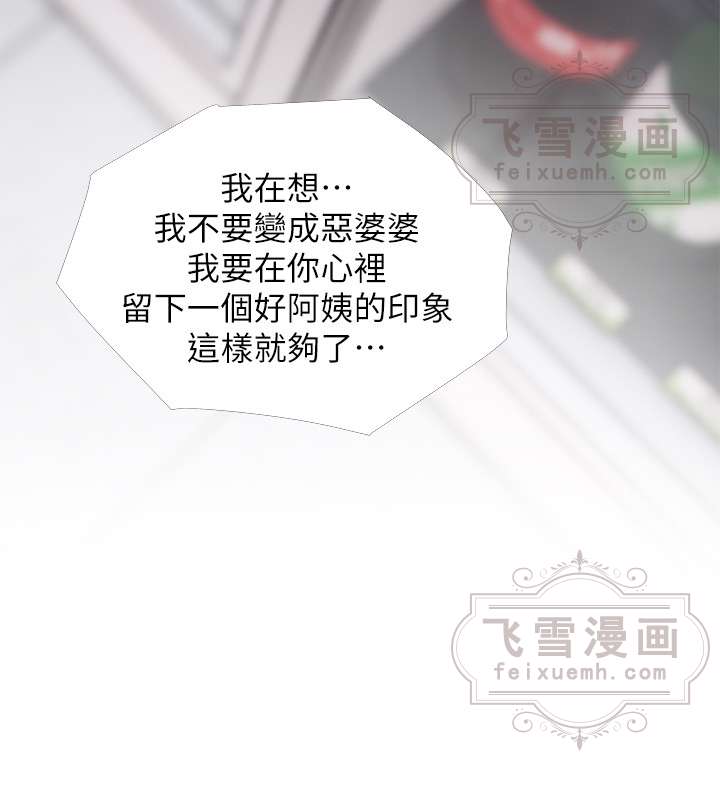 飞雪漫画
feixuemh.com
我在想⋯
我不要變成惡婆婆
我要在你心裡
留下一個好阿姨的印象
這樣就夠了⋯
飞雪漫画
feixuemh.com